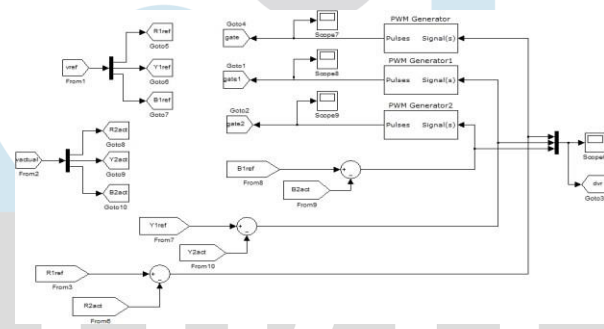 PWM Generator
Goto4
gate
Scope7
Pulses Signal(s)
R1ref
Goto5
vref
From1
Y1ref
Goto6
B1ref
Goto7
Goto1
gate1
Scope8
PWM Generator1
Pulses Signal(s)
Goto2
gate2
Scope9
PWM Generator2
Pulses Signal(s)
R2act
Goto8
vactual
From2
Y2act
Goto9
B2act
Goto10
B1ref
From8
B2act
From9
dvr
Goto3
Y1ref
From7
Y2act
From10
R1ref
From3
R2act
From6